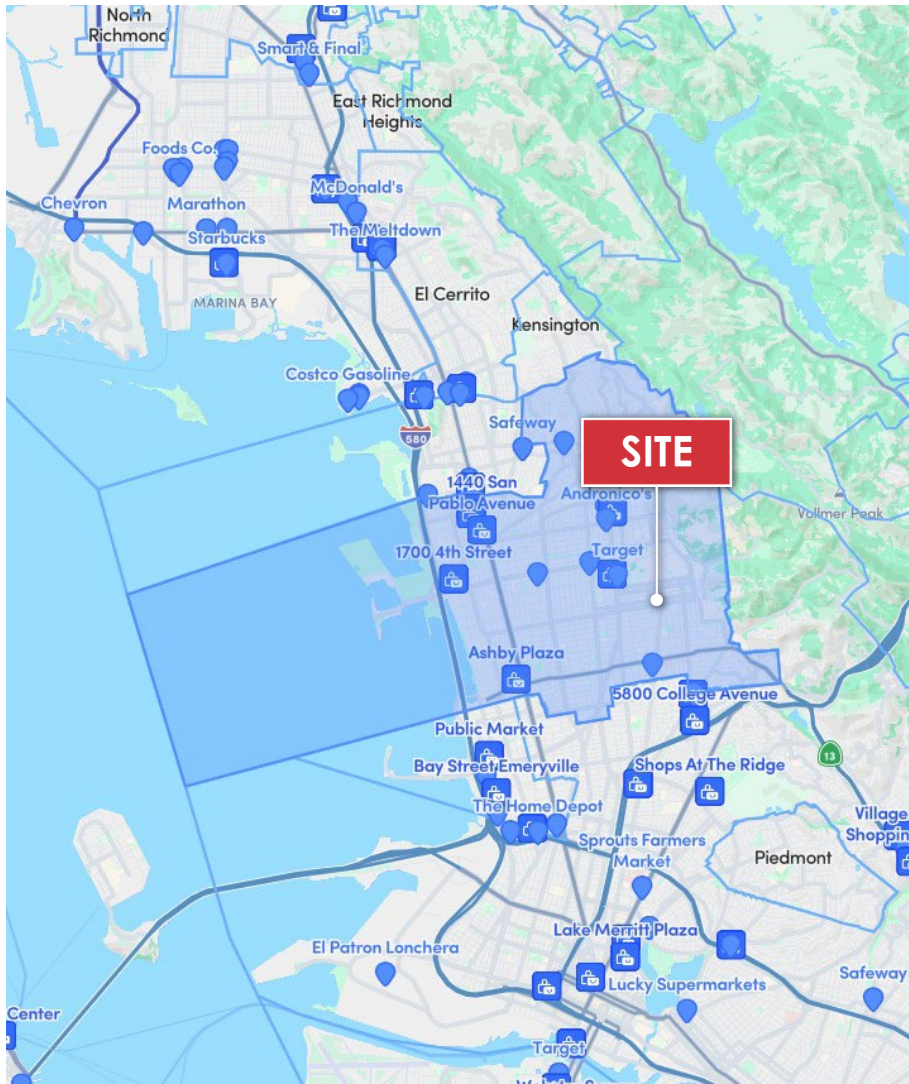 North
Richmond
Smart & Final
East Richmond
Heights
Foods Co.
McDonald's
Chevron
Marathon
The Meltdown
Starbucks
El Cerrito
MARINA BAY
Kensington
Costco Gasoline
580
Safeway
SITE
1440 San
Pablo Avenue
Andronico's
Vollmer Peak
1700 4th Street
Target
Ashby Plaza
5800 College Avenue
Public Market
13
Bay Street Emeryville
Shops At The Ridge
The Home Depot
Village
Shoppin
Sprouts Farmers
Market
Piedmont
Lake Merritt Plaza
El Patron Lonchera
Safeway
Lucky Supermarkets
Center
Target